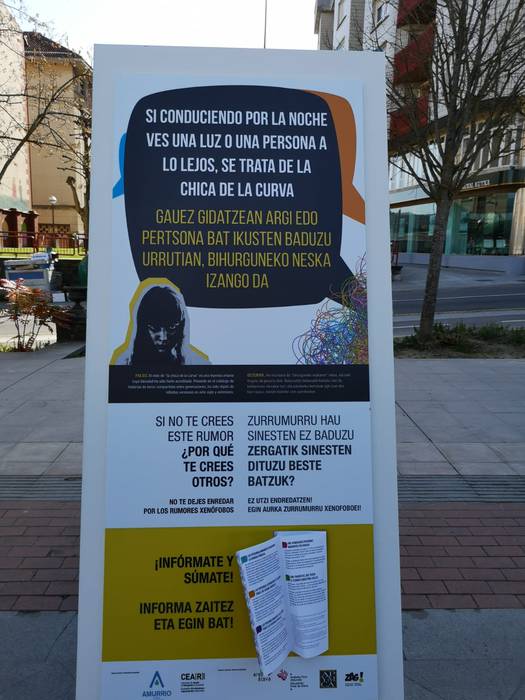 SI CONDUCIENDO POR LA NOCHE
VES UNA LUZ O UNA PERSONA A
LO LEJOS, SE TRATA DE LA
CHICA DE LA CURVA
GAUEZ GIDATZEAN ARGI EDO
PERTSONA BAT IKUSTEN BADUZU
URRUTIAN, BIHURGUNEKO NESKA
IZANGO DA
SI NO TE CREES
ESTE RUMOR
¿POR QUÉ
TE CREES
OTROS?
NO TE DEJES ENREDAR
POR LOS RUMORES XENÓFOBOS
ZURRUMURRU HAU
SINESTEN EZ BADUZU
ZERGATIK SINESTEN
DITUZU BESTE
BATZUK?
EZ UTZI ENDREDATZEN!
EGIN AURKA ZURRUMURRU XENOFOBOEI!
¡INFÓRMATE Y
SÚMATE!
INFORMA ZAITEZ
ETA EGIN BAT!
AMURRIO
CEAR
ZAS!